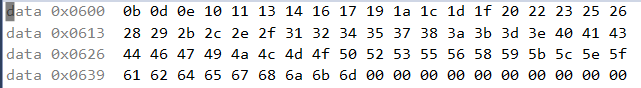 data 0x0600 0b 0d 0e 10 11 13 14 16 17 19 1a 1c 1d 1f 20 22 23 25 26
data 0x0613 28 29 2b 2c 2e 2f 31 32 34 35 37 38 3a 3b 3d 3e 40 41 43
data 0x0626 44 46 47 49 4a 4c 4d 4f 50 52 53 55 56 58 59 5b 5c 5e 5f
data 0x0639 61 62 64 65 67 68 6a 6b 6d 00 00 00 00 00 00 00 00 00 00